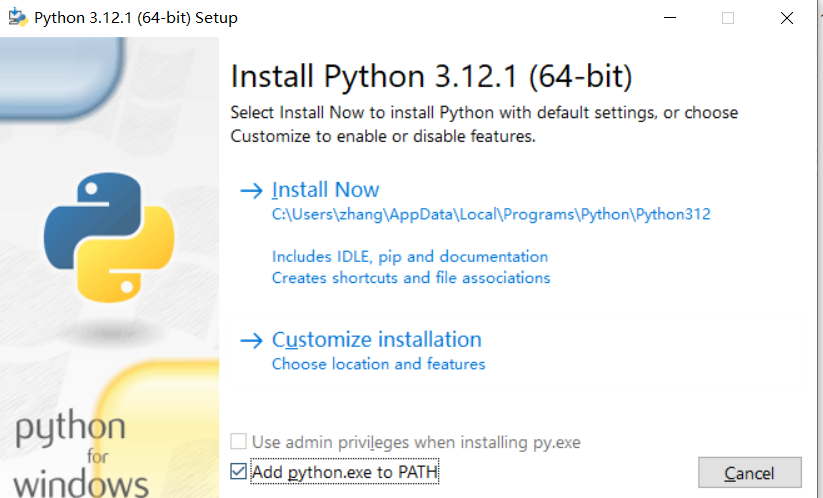 Python 3.12.1 (64-bit) Setup
Install Python 3.12.1 (64-bit)
Select Install Now to install Python with default settings, or choose
Customize to enable or disable features.
→ Install Now
C:\Users\zhang\AppData\Local\Programs\Python\Python312
Includes IDLE, pip and documentation
Creates shortcuts and file associations
→ Customize installation
Choose location and features
Use admin privileges when installing py.exe
Add python.exe to PATH
Cancel
python
for
windows